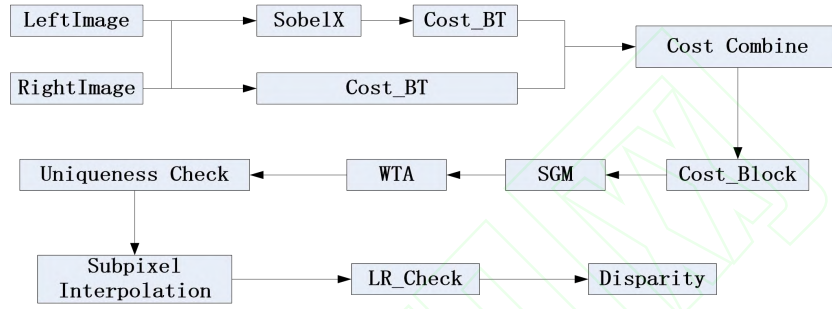 LeftImage
SobelX
Cost_BT
Cost Combine
RightImage
Cost_BT
Uniqueness Check
WTA
SGM
Cost_Block
Subpixel
Interpolation
LR_Check
Disparity